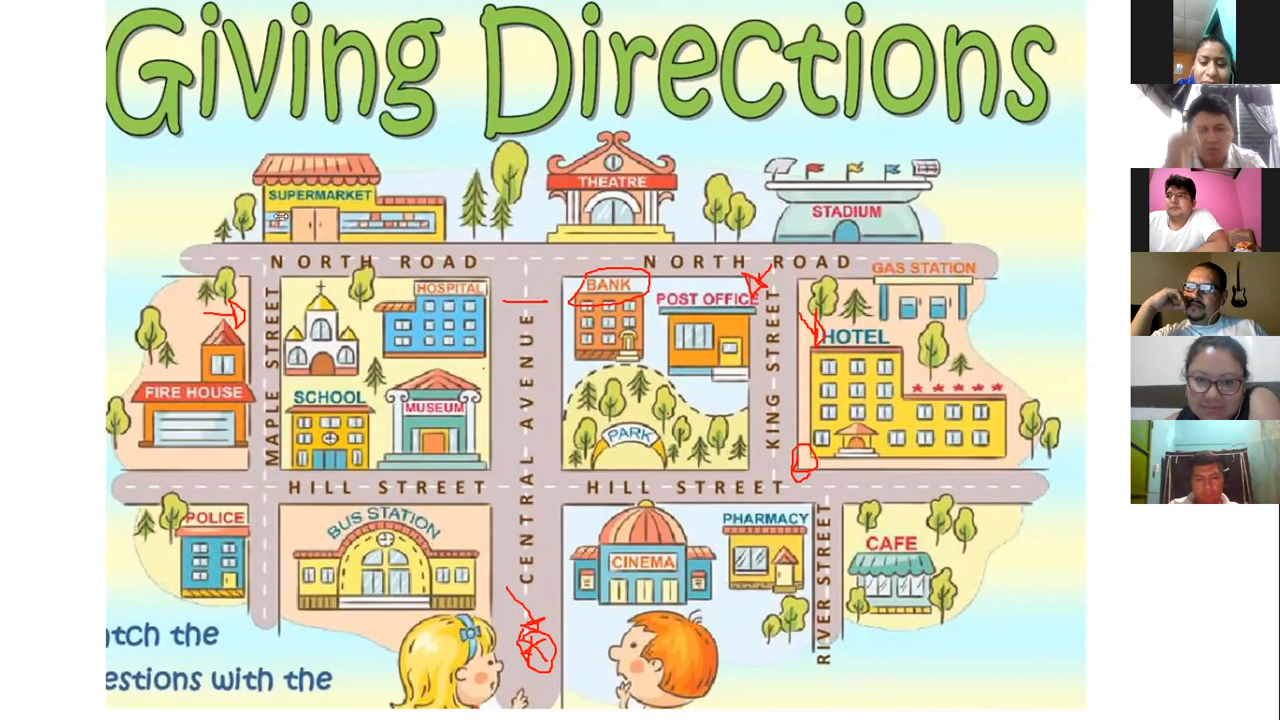 Giving Directions
SUPERMARKET
THEATRE
STADIUM
NORTH ROAD
NORTH ROAD
GAS STATION
HOSPITAL
BANK
POST OFFICE
HOTEL
MAPLE STREET
CENTRAL AVENUE
KING STREET
FIRE HOUSE
SCHOOL
MUSEUM
PARK
HILL STREET
HILL STREET
POLICE
BUS STATION
CINEMA
PHARMACY
RIVER STREET
CAFE
atch the
estions with the